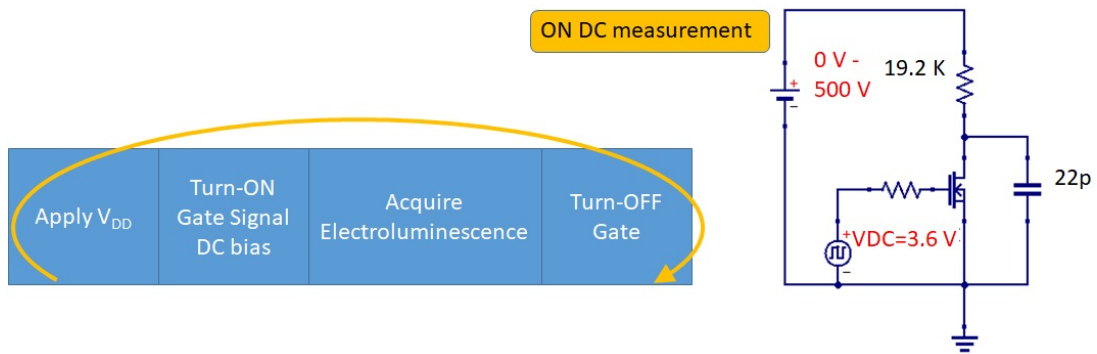 ON DC measurement
0 V -
500 V
19.2 K
22p
+
−
+VDC=3.6 V
−
Apply VDD
Turn-ON
Gate Signal
DC bias
Acquire
Electroluminescence
Turn-OFF
Gate